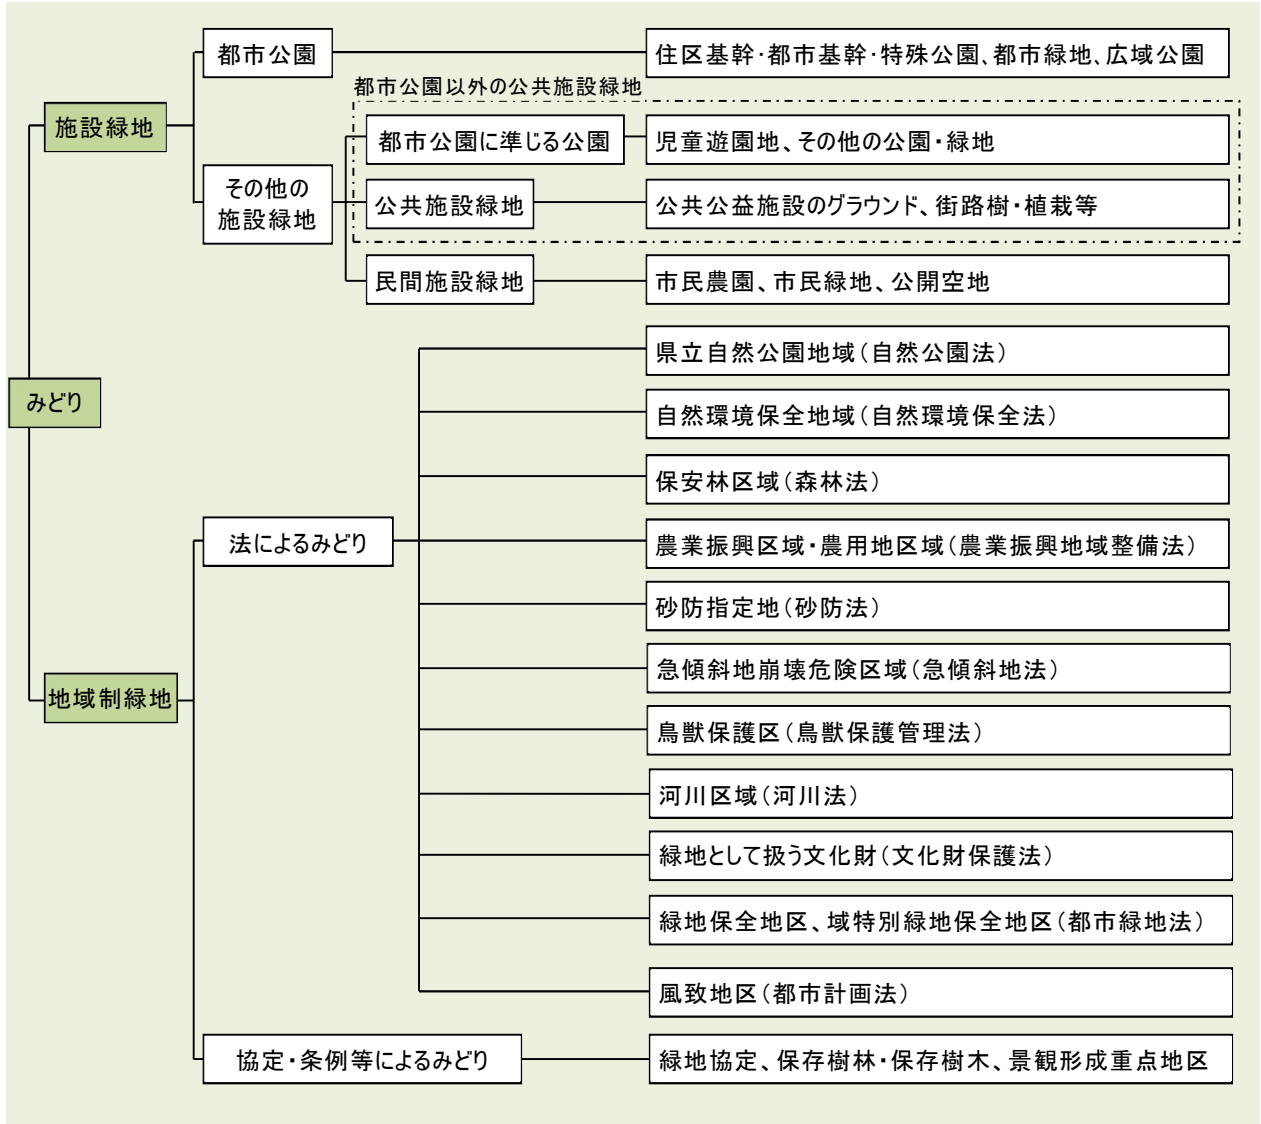 都市公園
住区基幹･都市基幹･特殊公園、都市緑地、広域公園
都市公園以外の公共施設緑地
施設緑地
都市公園に準じる公園
児童遊園地、その他の公園・緑地
その他の
施設緑地
公共施設緑地
公共公益施設のグラウンド、街路樹・植栽等
民間施設緑地
市民農園、市民緑地、公開空地
県立自然公園地域（自然公園法）
みどり
自然環境保全地域（自然環境保全法）
保安林区域（森林法）
法によるみどり
農業振興区域・農用地区域（農業振興地域整備法）
砂防指定地（砂防法）
急傾斜地崩壊危険区域（急傾斜地法）
地域制緑地
鳥獣保護区（鳥獣保護管理法）
河川区域（河川法）
緑地として扱う文化財（文化財保護法）
緑地保全地区、域特別緑地保全地区（都市緑地法）
風致地区（都市計画法）
協定・条例等によるみどり
緑地協定、保存樹林・保存樹木、景観形成重点地区